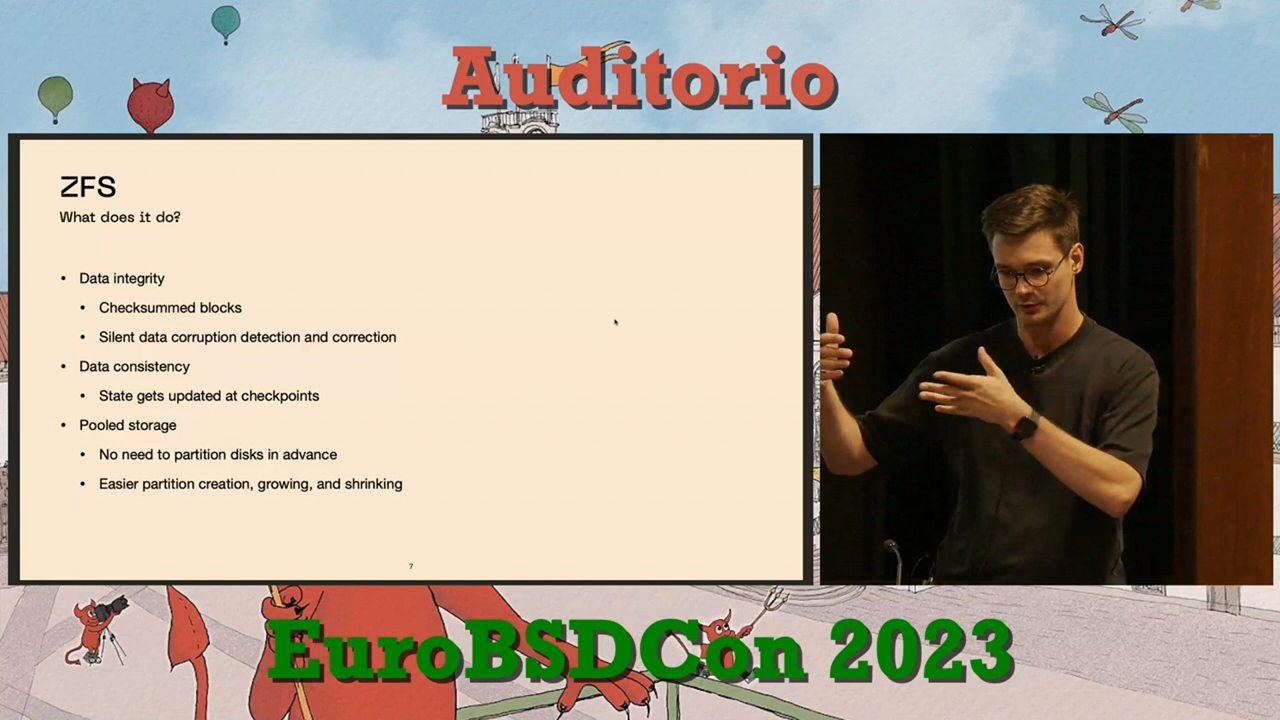 Auditorio
ZFS
What does it do?
• Data integrity
• Checksummed blocks
• Silent data corruption detection and correction
• Data consistency
• State gets updated at checkpoints
• Pooled storage
• No need to partition disks in advance
• Easier partition creation, growing, and shrinking
7
EuroBSDCon 2023